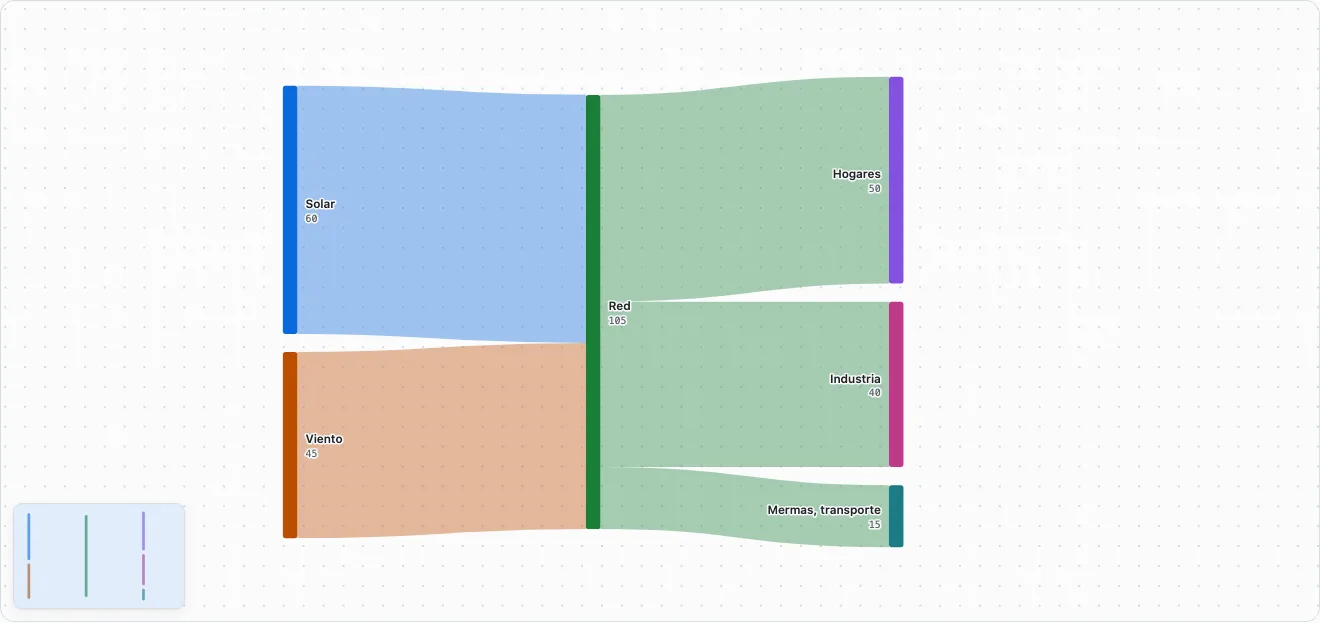 Solar
60
Viento
45
Red
105
Hogares
50
Industria
40
Mermas, transporte
15